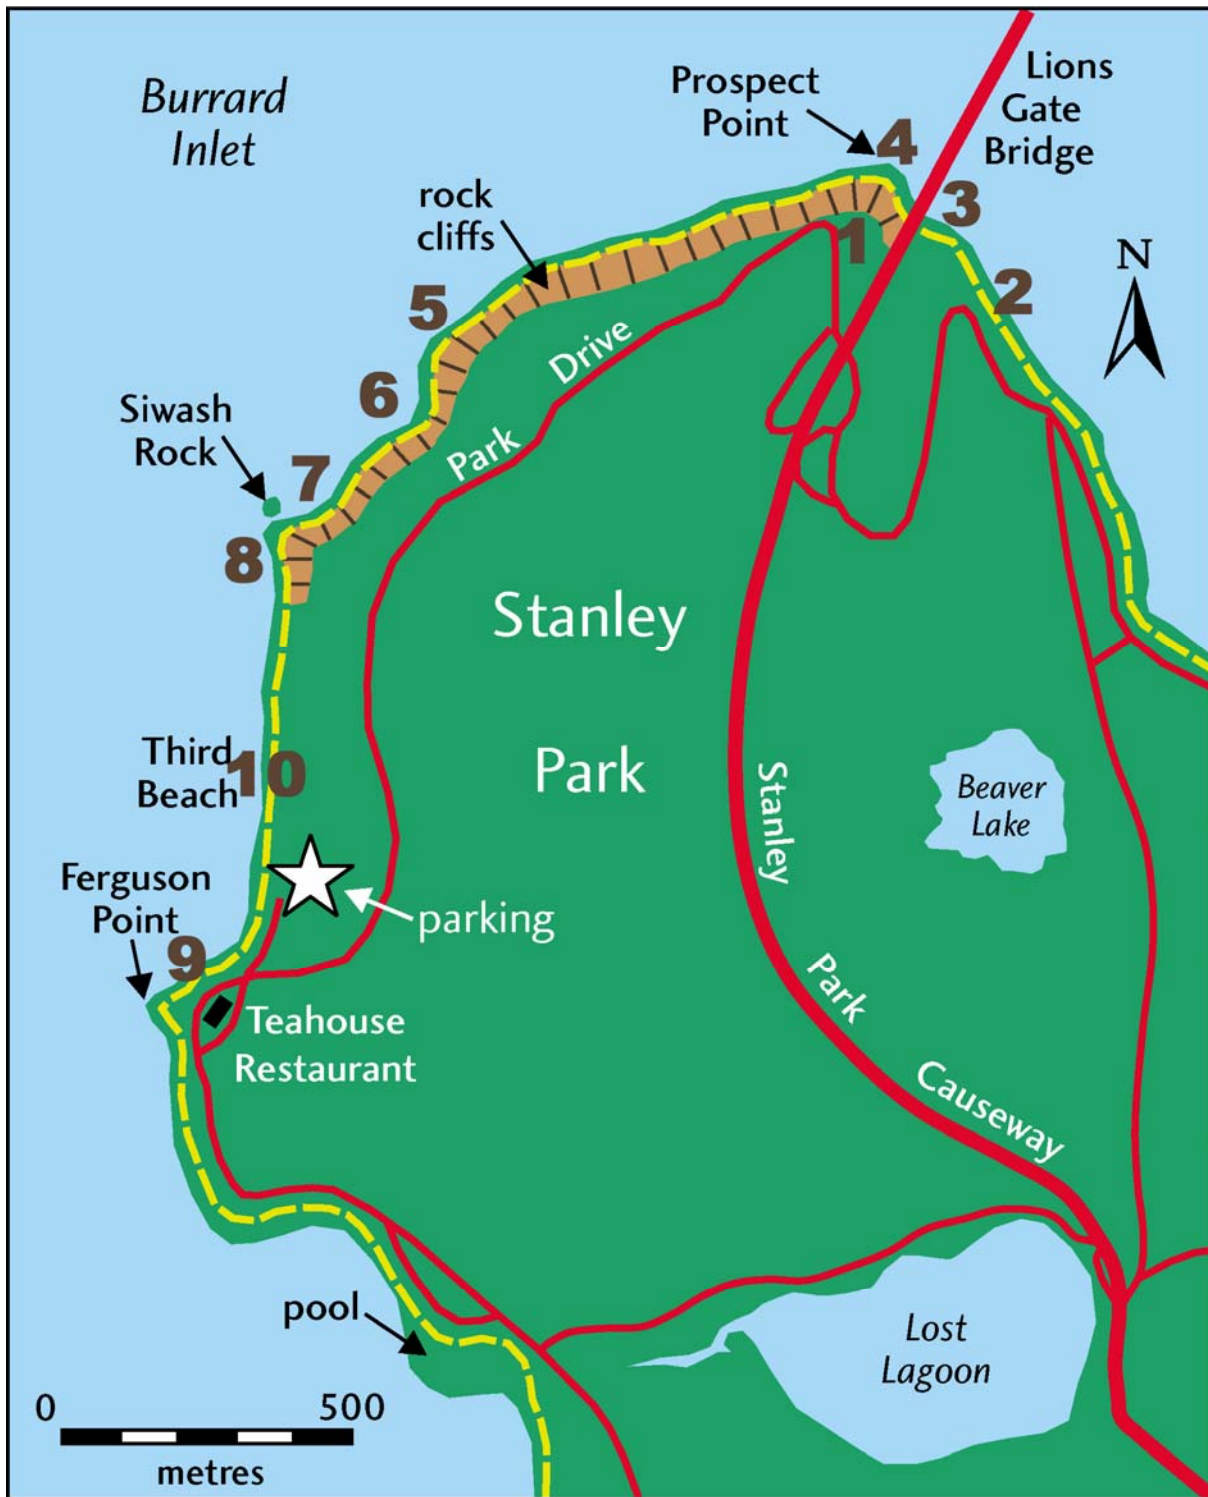 Burrard
Inlet
Prospect
Point
Lions
Gate
Bridge
4
3
rock
cliffs
1
2
N
5
Drive
6
Siwash
Rock
Park
7
8
Stanley
Park
Third
Beach
10
Stanley
Beaver
Lake
Ferguson
Point
parking
9
Park
Teahouse
Restaurant
Causeway
pool
Lost
Lagoon
0 500
metres